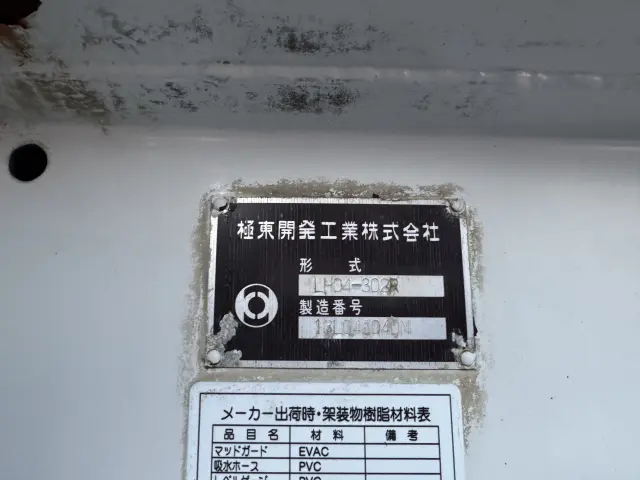 極東開発工業株式会社
形 式
LH04-302R
製造番号
メーカー出荷時・架装物樹脂材料表
品目名 材料 備考
マッドガード EVAC
吸水ホース PVC